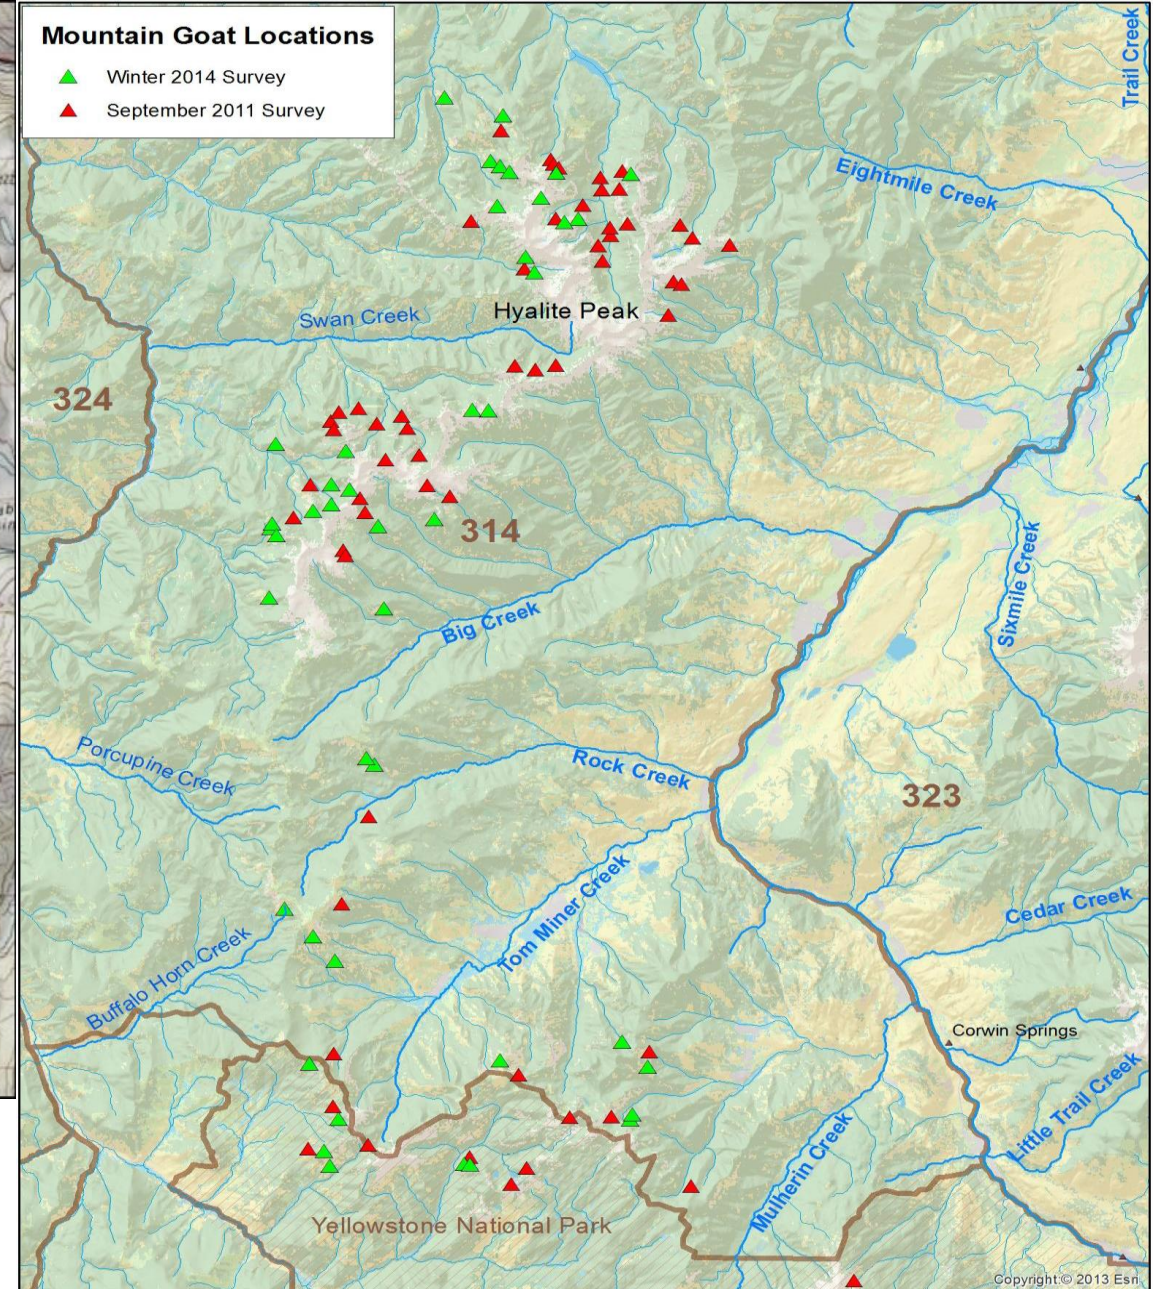 Mountain Goat Locations
Winter 2014 Survey
September 2011 Survey
Trail Creek
Eightmile Creek
Hyalite Peak
Swan Creek
324
314
Sixmile Creek
Big Creek
Porcupine Creek
Rock Creek
323
Tom Miner Creek
Cedar Creek
Buffalo Horn Creek
Corwin Springs
Little Trail Creek
Mulherin Creek
Yellowstone National Park
Copyright:© 2013 Esri